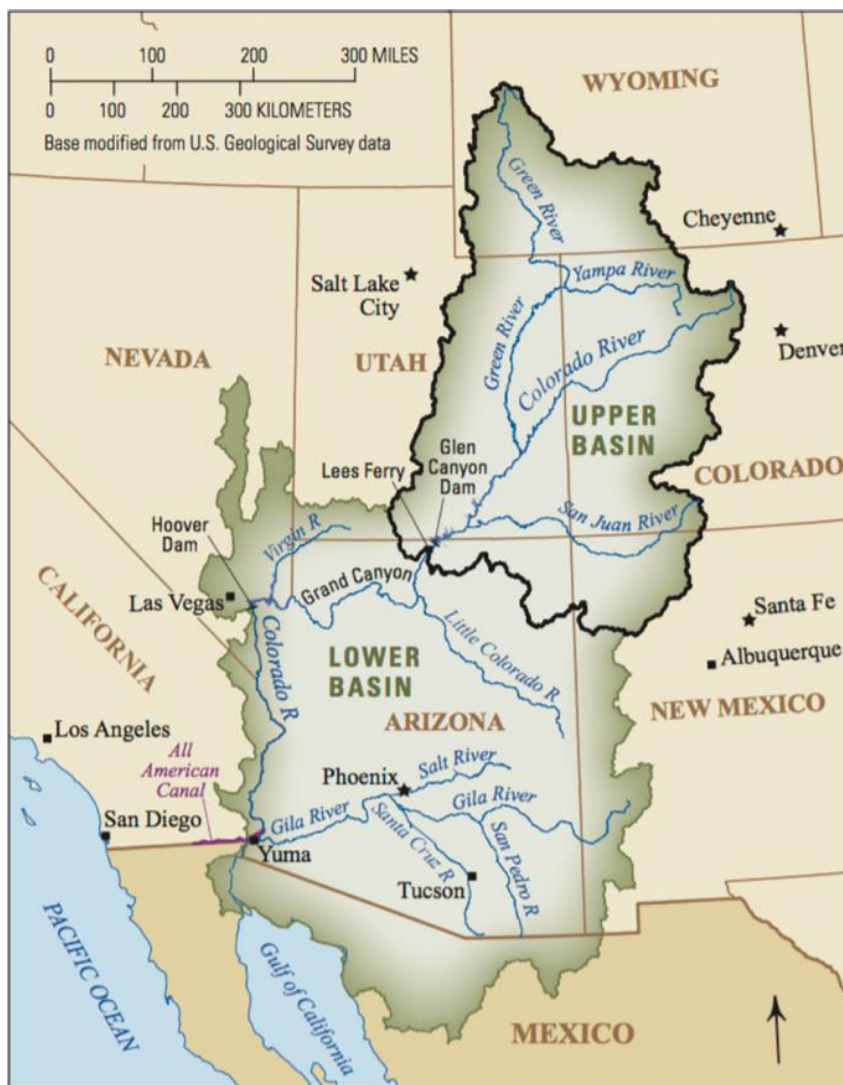 0 100 200 300 MILES
0 100 200 300 KILOMETERS
Base modified from U.S. Geological Survey data
WYOMING
Green River
Cheyenne
Salt Lake
City
Yampa River
NEVADA
UTAH
Green River
Colorado River
Denver
UPPER
BASIN
Lees Ferry
Glen
Canyon
Dam
COLORADO
Hoover
Dam
Virgin R
San Juan River
CALIFORNIA
Las Vegas
Grand Canyon
Santa Fe
Colorado R
LOWER
BASIN
Little Colorado R
Albuquerque
ARIZONA
NEW MEXICO
Los Angeles
All
American
Canal
Phoenix
Salt River
San Diego
Gila River
Gila River
Yuma
Santa Cruz R
San Pedro R
Tucson
PACIFIC OCEAN
Gulf of California
MEXICO